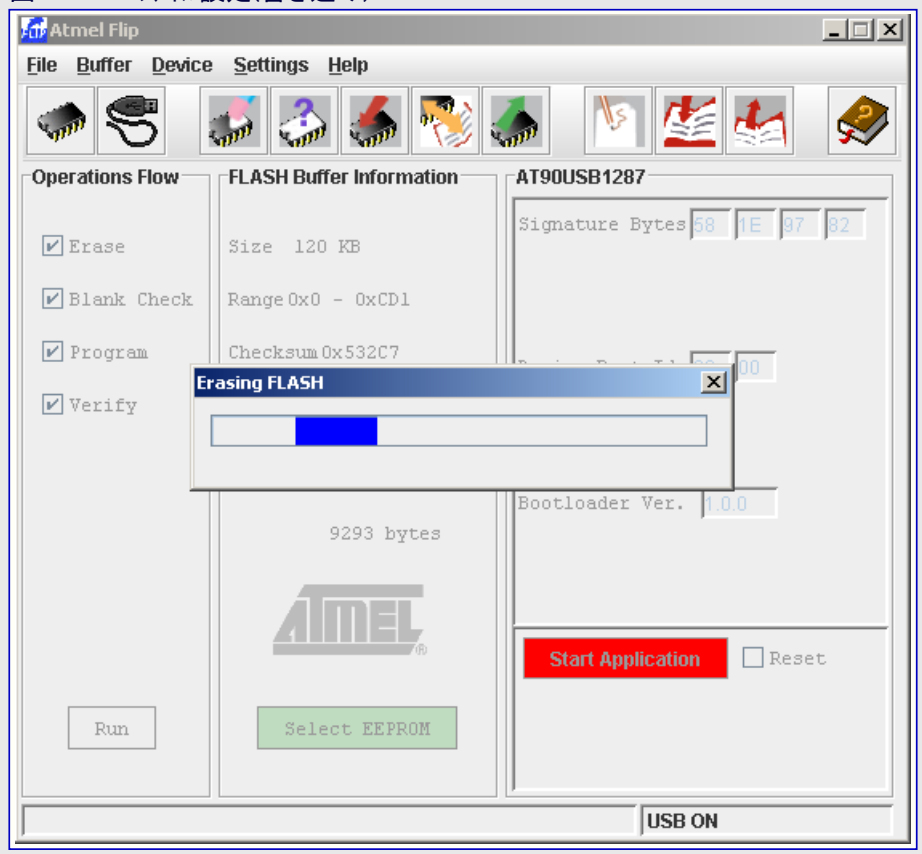 Atmel Flip
File Buffer Device Settings Help
Operations Flow
FLASH Buffer Information
AT90USB1287
Signature Bytes 58 1E 97 82
Erase
Size 120 KB
Blank Check
Range 0x0 - 0xCD1
Program
Checksum 0x532C7
00
Erasing FLASH
Verify
Bootloader Ver. 1.0.0
9293 bytes
ATMEL
Start Application
Reset
Run
Select EEPROM
USB ON